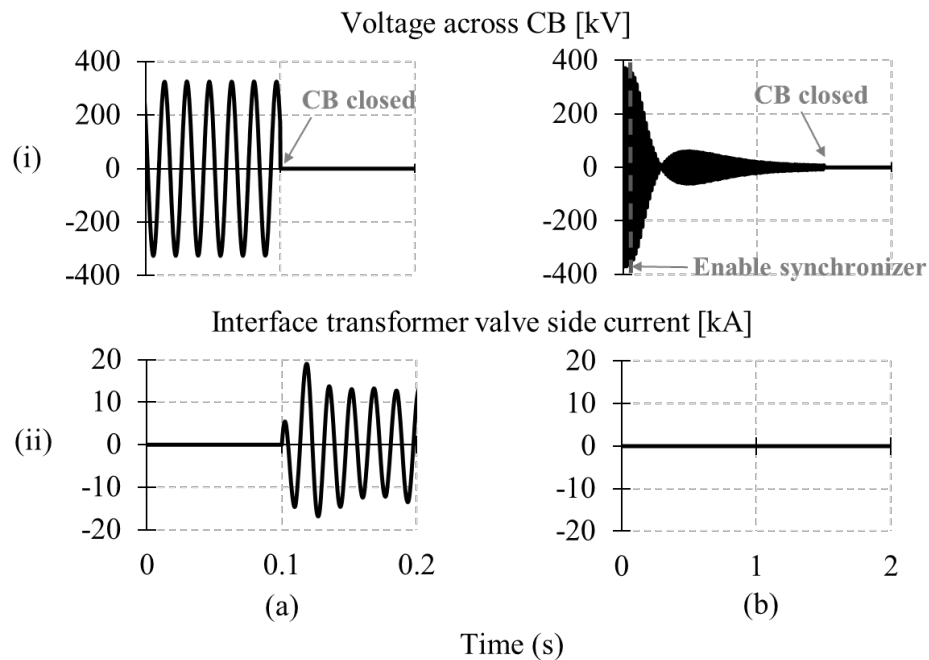 Voltage across CB [kV]
400
200
0
-200
-400
CB closed
(i)
400
200
0
-200
-400
CB closed
Enable synchronizer
Interface transformer valve side current [kA]
20
10
0
-10
-20
(ii)
0 0.1 0.2
(a)
20
10
0
-10
-20
0 1 2
(b)
Time (s)